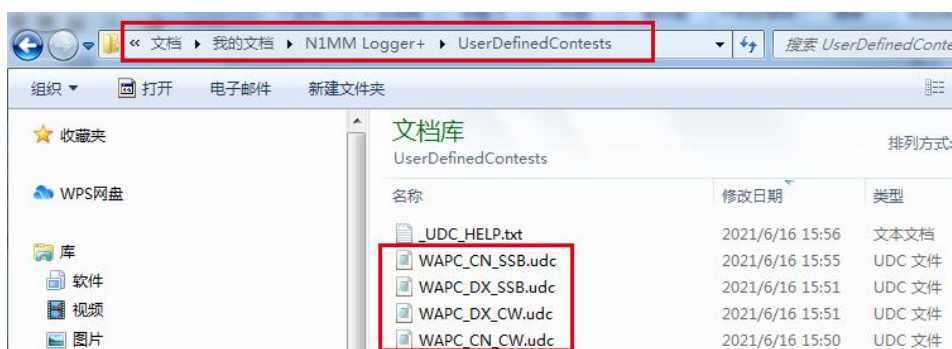 « 文档 ▸ 我的文档 ▸ N1MM Logger+ ▸ UserDefinedContests
搜索 UserDefinedConte
组织 打开 电子邮件 新建文件夹
收藏夹
WPS网盘
库
软件
视频
图片
文档库
UserDefinedContests
排列方式:
名称 修改日期 类型
_UDC_HELP.txt 2021/6/16 15:56 文本文档
WAPC_CN_SSB.udc 2021/6/16 15:55 UDC 文件
WAPC_DX_SSB.udc 2021/6/16 15:51 UDC 文件
WAPC_DX_CW.udc 2021/6/16 15:51 UDC 文件
WAPC_CN_CW.udc 2021/6/16 15:50 UDC 文件